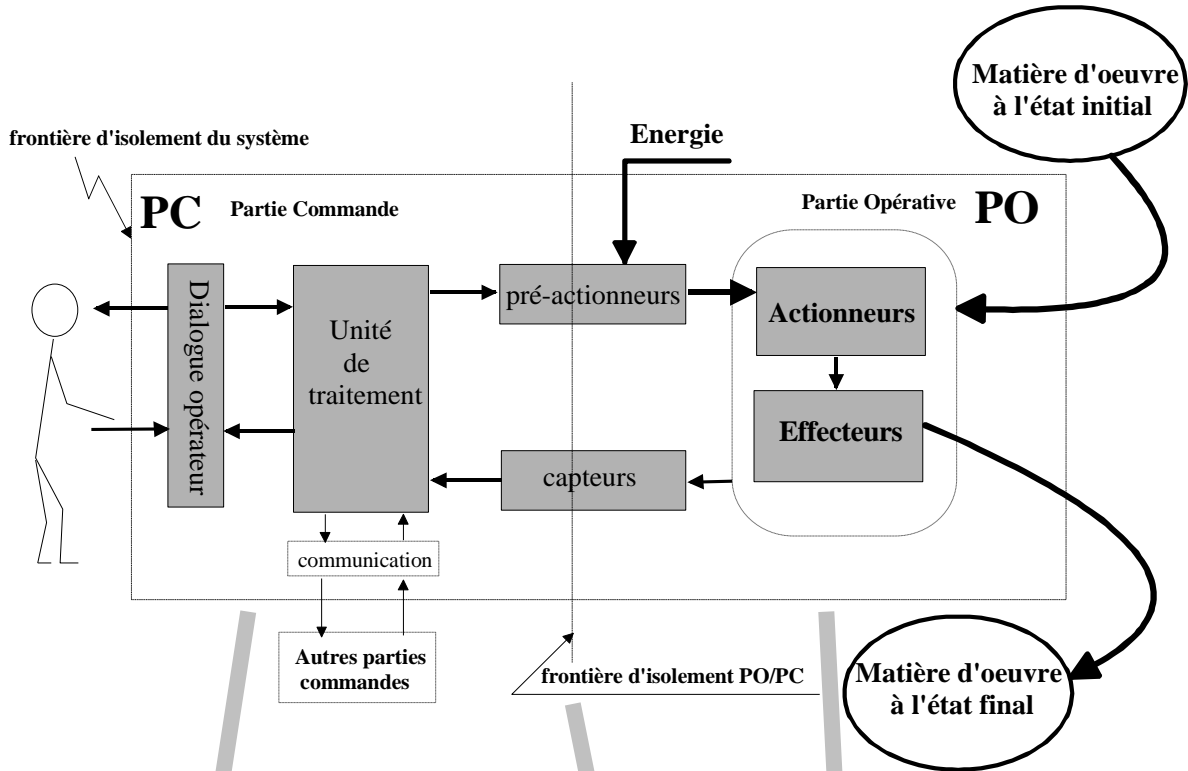 Matière d'oeuvre
à l'état initial
frontière d'isolement du système
Energie
PC
Partie Commande
Partie Opérative
PO
Dialogue opérateur
Unité
de
traitement
pré-actionneurs
Actionneurs
Effecteurs
capteurs
communication
Autres parties
commandes
frontière d'isolement PO/PC
Matière d'oeuvre
à l'état final